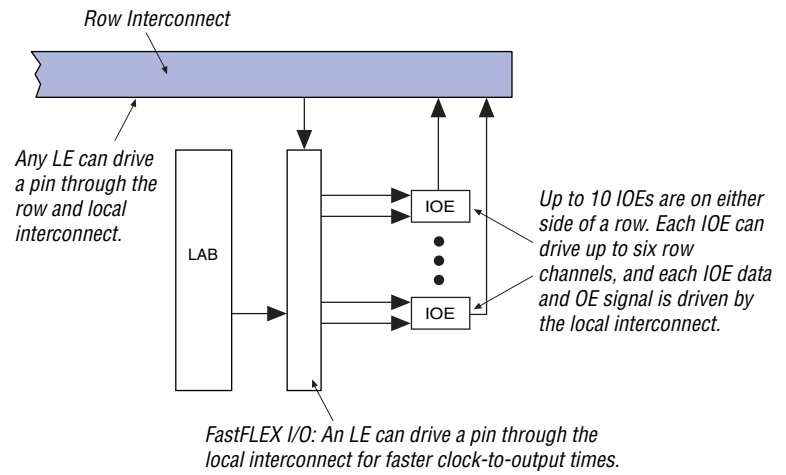 Row Interconnect
Any LE can drive
a pin through the
row and local
interconnect.
LAB
IOE
IOE
Up to 10 IOEs are on either
side of a row. Each IOE can
drive up to six row
channels, and each IOE data
and OE signal is driven by
the local interconnect.
FastFLEX I/O: An LE can drive a pin through the
local interconnect for faster clock-to-output times.